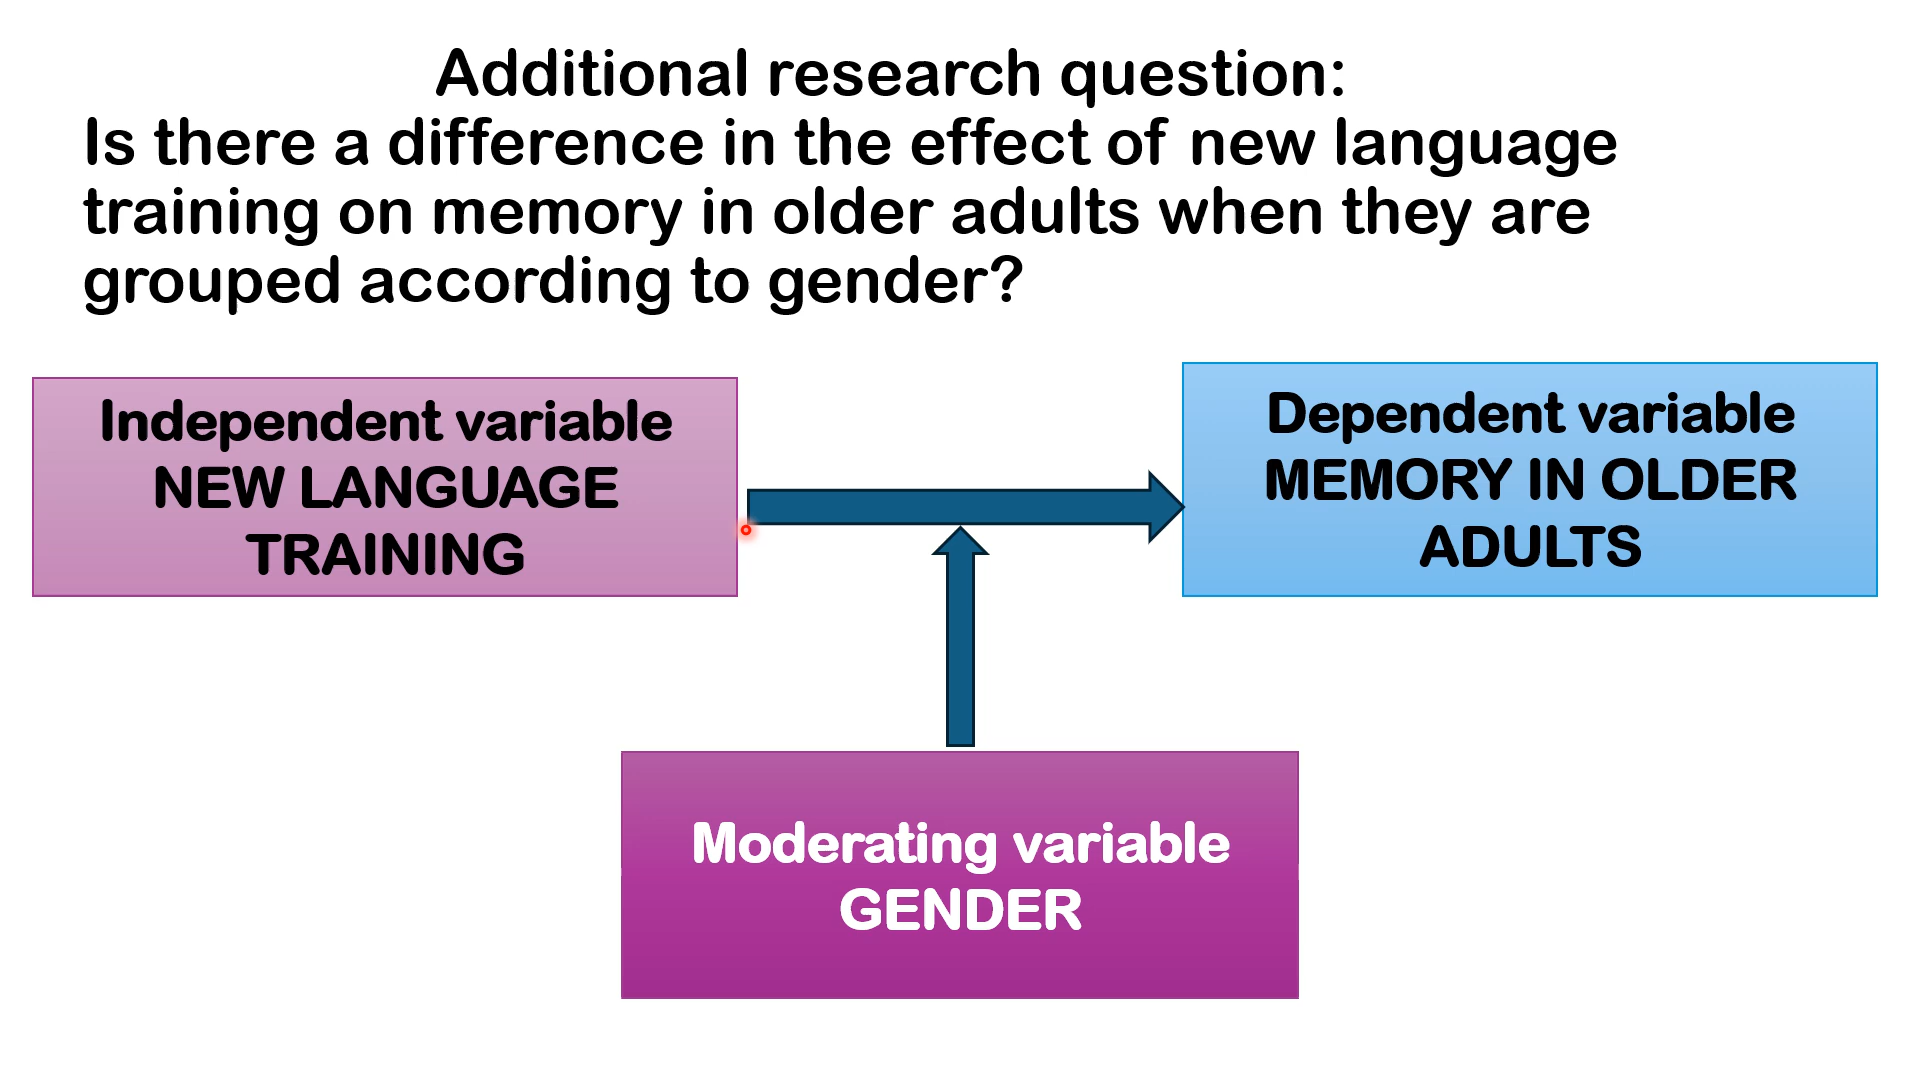 Additional research question:
Is there a difference in the effect of new language
training on memory in older adults when they are
grouped according to gender?
Independent variable
NEW LANGUAGE
TRAINING
Dependent variable
MEMORY IN OLDER
ADULTS
Moderating variable
GENDER